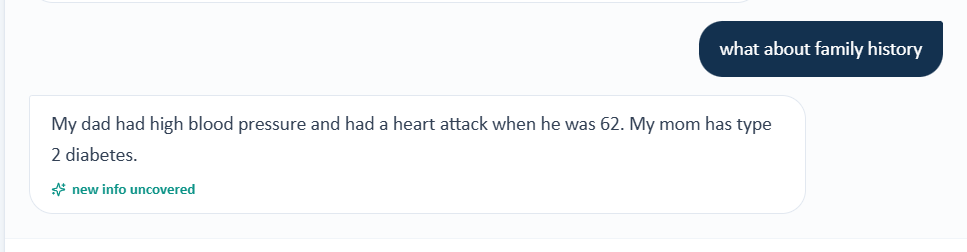 what about family history
My dad had high blood pressure and had a heart attack when he was 62. My mom has type
2 diabetes.
new info uncovered